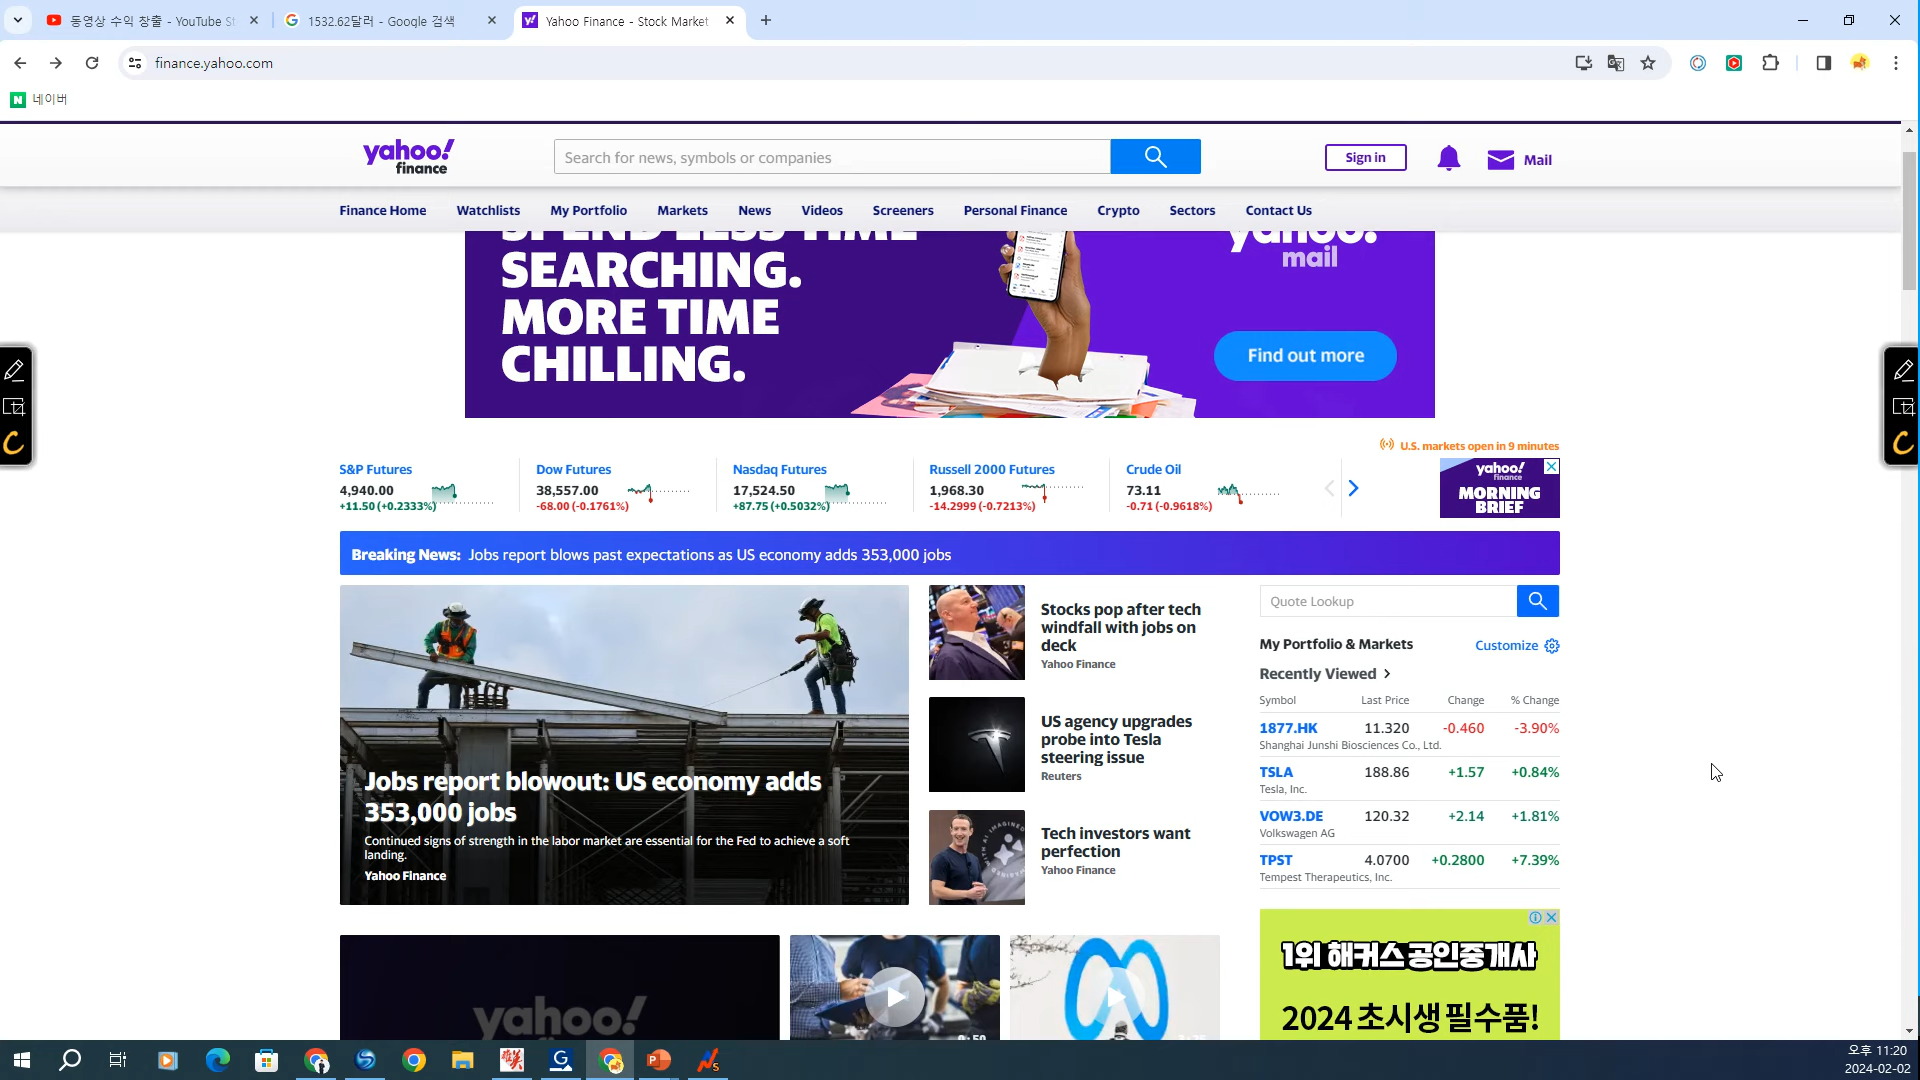 동영상 수익 창출 - YouTube St
1532.62달러 - Google 검색
Yahoo Finance - Stock Market
finance.yahoo.com
네이버
yahoo!
finance
Search for news, symbols or companies
Sign in
Mail
Finance Home
Watchlists
My Portfolio
Markets
News
Videos
Screeners
Personal Finance
Crypto
Sectors
Contact Us
SPEND LESS TIME
SEARCHING.
MORE TIME
CHILLING.
yahoo!
mail
Find out more
U.S. markets open in 9 minutes
S&P Futures
4,940.00
+11.50 (+0.2333%)
Dow Futures
38,557.00
-68.00 (-0.1761%)
Nasdaq Futures
17,524.50
+87.75 (+0.5032%)
Russell 2000 Futures
1,968.30
-14.2999 (-0.7213%)
Crude Oil
73.11
-0.71 (-0.9618%)
yahoo!
finance
MORNING
BRIEF
Breaking News: Jobs report blows past expectations as US economy adds 353,000 jobs
Jobs report blowout: US economy adds
353,000 jobs
Continued signs of strength in the labor market are essential for the Fed to achieve a soft
landing.
Yahoo Finance
Stocks pop after tech
windfall with jobs on
deck
Yahoo Finance
US agency upgrades
probe into Tesla
steering issue
Reuters
Tech investors want
perfection
Yahoo Finance
Quote Lookup
My Portfolio & Markets
Customize
Recently Viewed
Symbol Last Price Change % Change
1877.HK 11.320 -0.460 -3.90%
Shanghai Junshi Biosciences Co., Ltd.
TSLA 188.86 +1.57 +0.84%
Tesla, Inc.
VOW3.DE 120.32 +2.14 +1.81%
Volkswagen AG
TPST 4.0700 +0.2800 +7.39%
Tempest Therapeutics, Inc.
yahoo!
1위 해커스 공인중개사
2024 초시생 필수품!
오후 11:20
2024-02-02